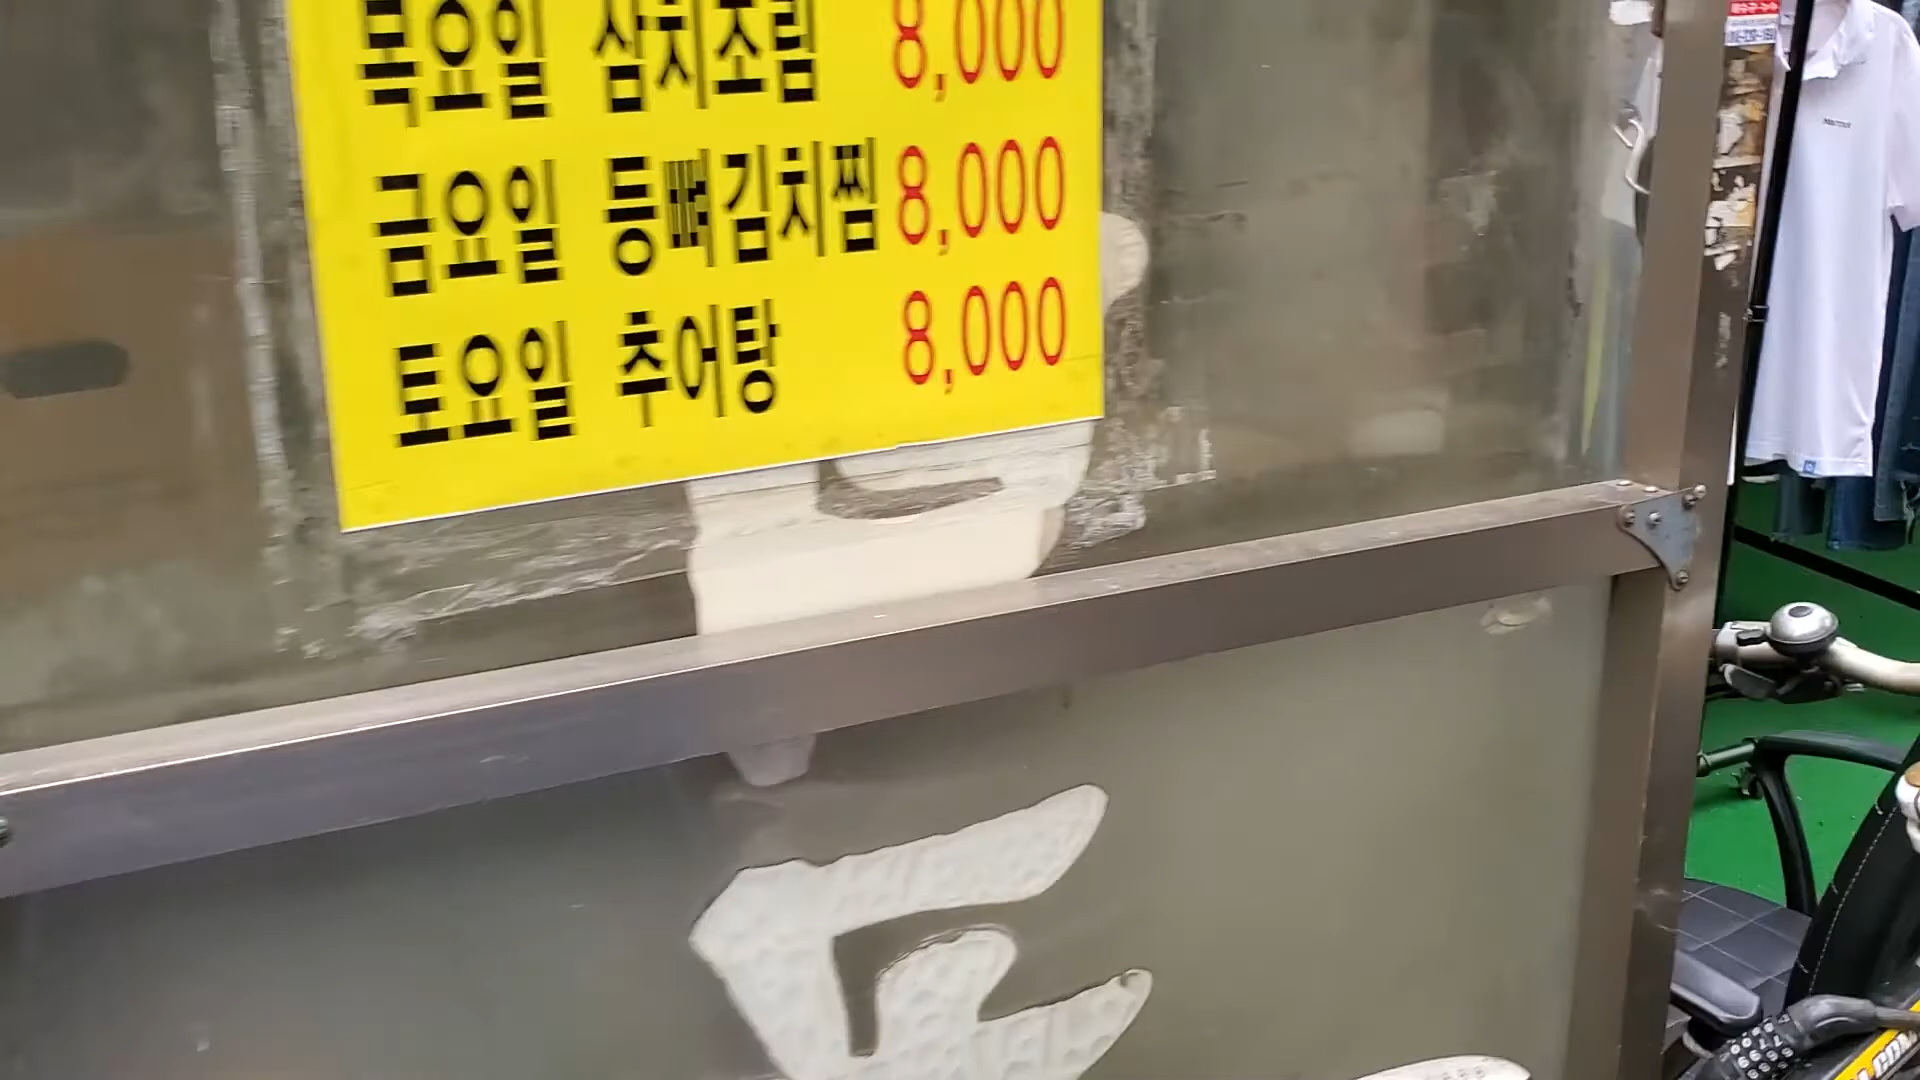 목요일 삼치조림 8,000
금요일 등뼈김치찜 8,000
토요일 추어탕 8,000
Marmot